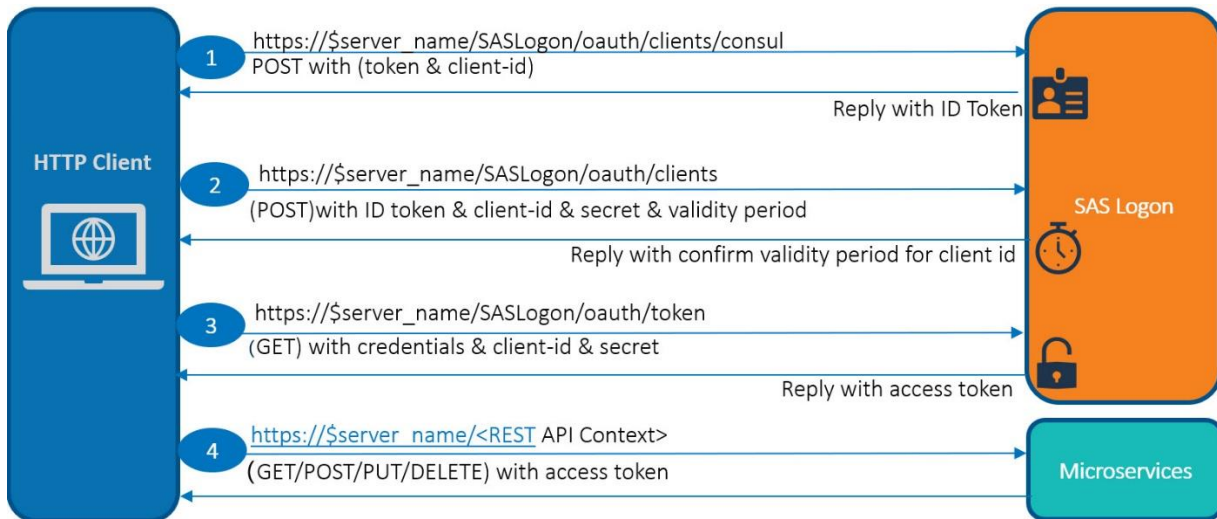 HTTP Client
1
https://$server_name/SASLogon/oauth/clients/consul
POST with (token & client-id)
Reply with ID Token
2
https://$server_name/SASLogon/oauth/clients
(POST)with ID token & client-id & secret & validity period
Reply with confirm validity period for client id
SAS Logon
3
https://$server_name/SASLogon/oauth/token
(GET) with credentials & client-id & secret
Reply with access token
4
https://$server_name/<REST API Context>
(GET/POST/PUT/DELETE) with access token
Microservices